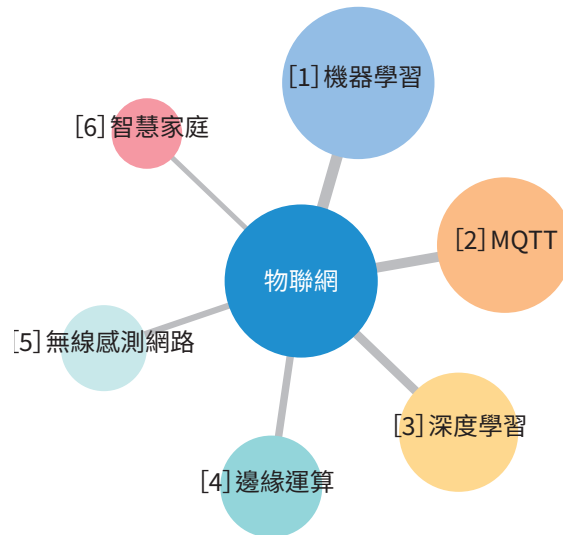 [1]機器學習
[6]智慧家庭
[2]MQTT
物聯網
[5]無線感測網路
[3]深度學習
[4]邊緣運算